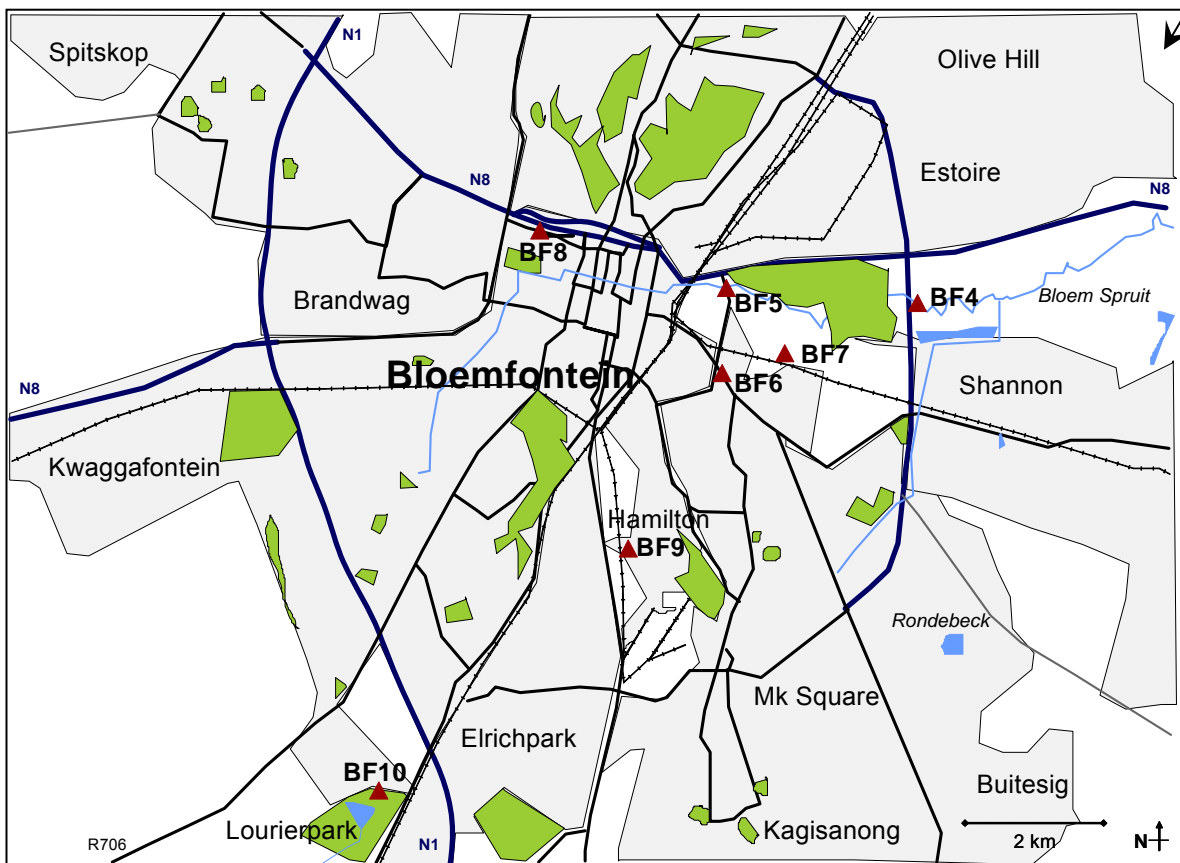 Spitskop
N1
Olive Hill
N8
Estoire
N8
BF8
Brandwag
BF5
BF4
Bloem Spruit
BF7
Bloemfontein
BF6
N8
Shannon
Kwaggafontein
Hamilton
BF9
Rondebeck
Mk Square
Elrichpark
BF10
Buitesig
Lourierpark
Kagisanong
2 km
N
R706
N1